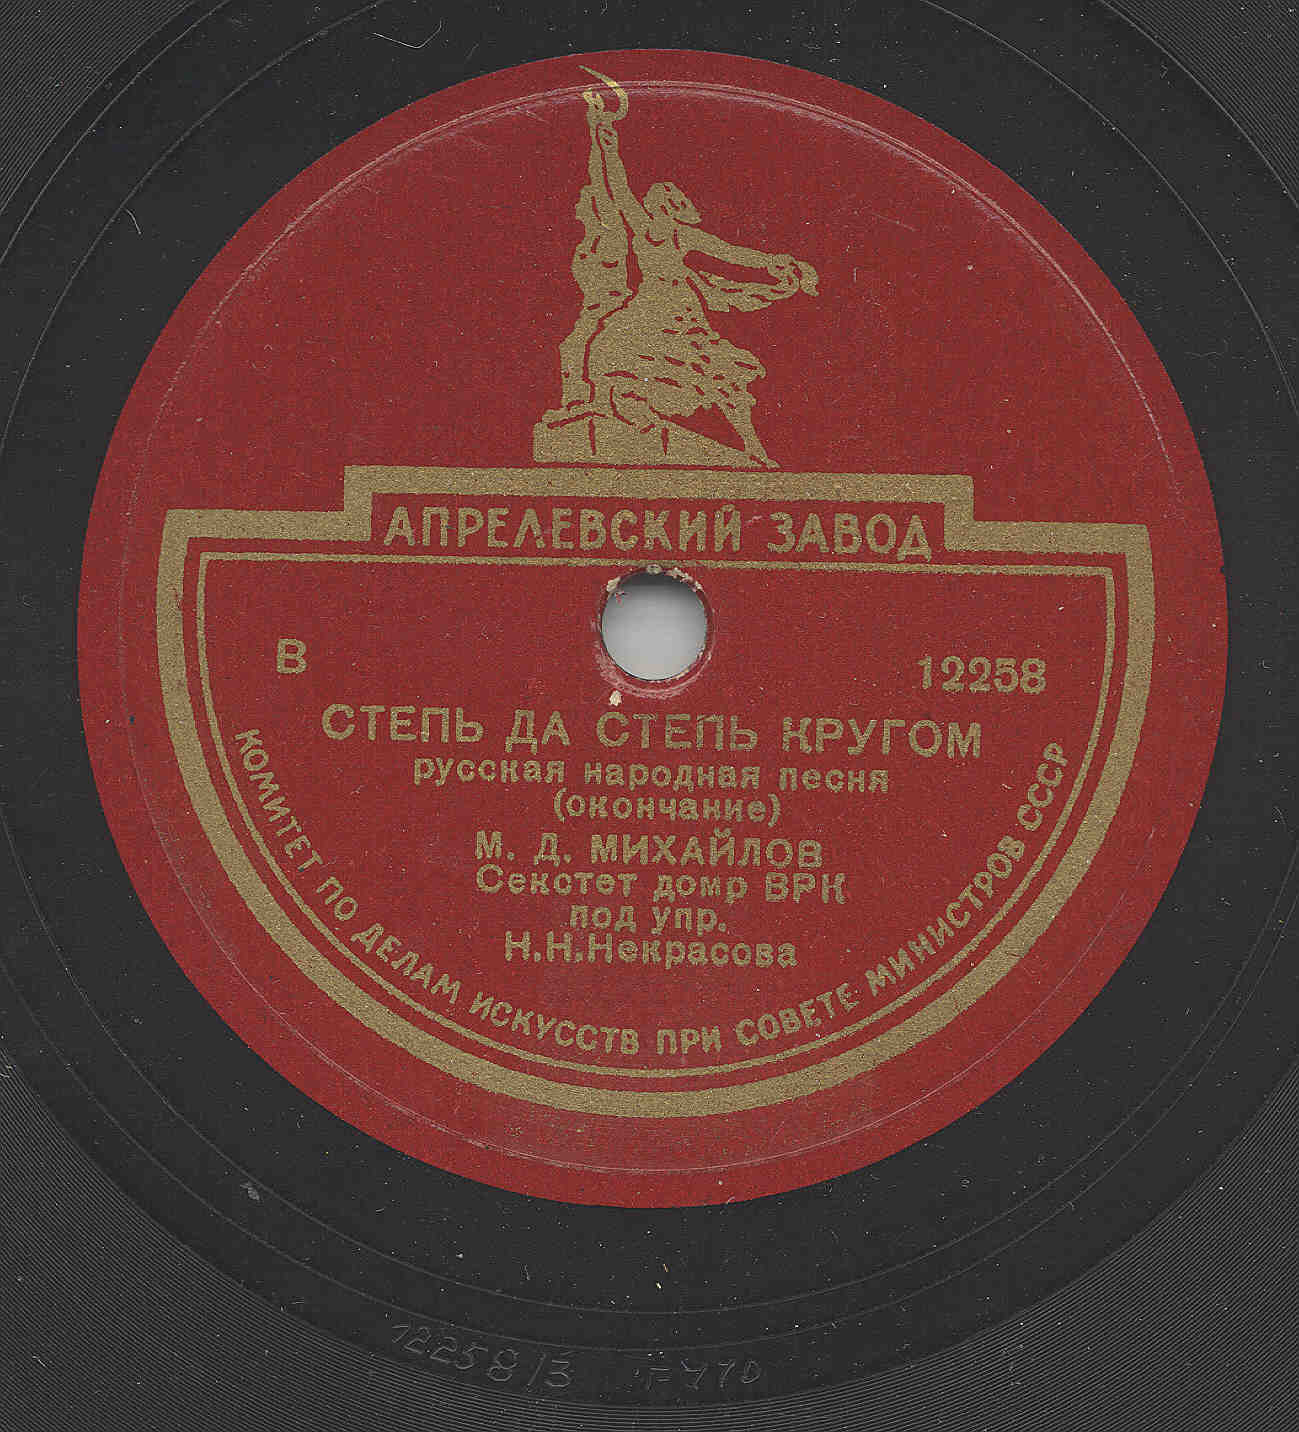 АПРЕЛЕВСКИЙ ЗАВОД
В
12258
СТЕПЬ ДА СТЕПЬ КРУГОМ
русская народная песня
(окончание)
М. Д. МИХАЙЛОВ
Секстет домр ВРК
под упр.
Н.Н.Некрасова
КОМИТЕТ ПО ДЕЛАМ ИСКУССТВ ПРИ СОВЕТЕ МИНИСТРОВ СССР
12258/3